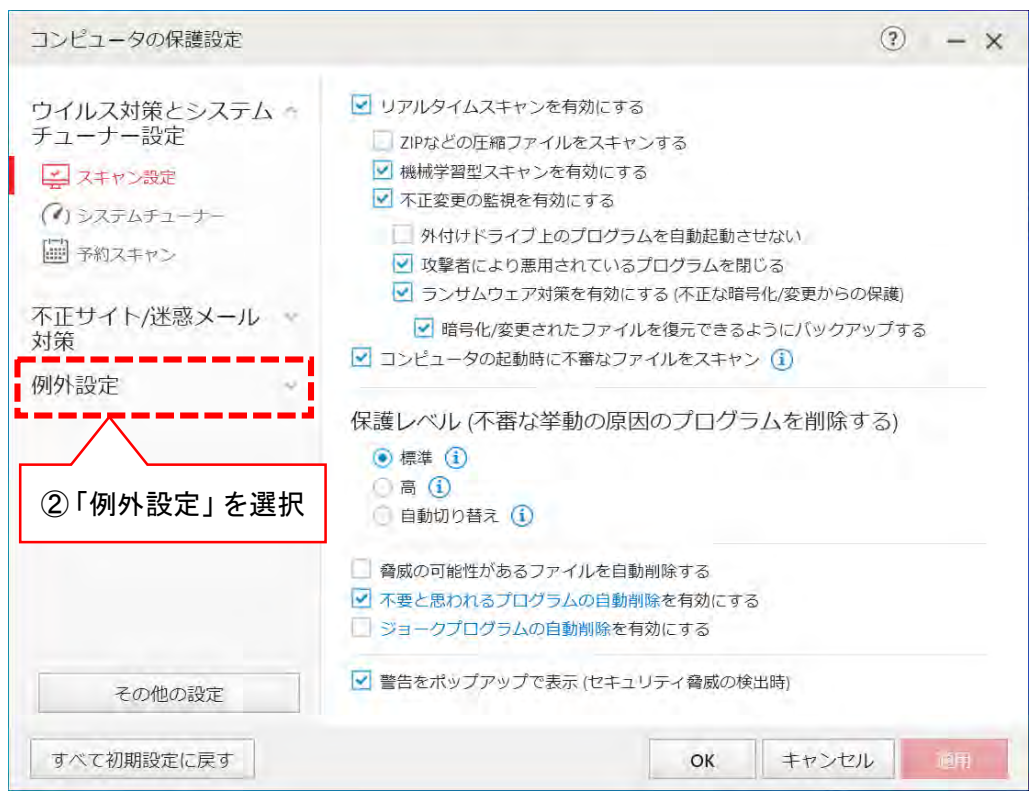 コンピュータの保護設定
ウイルス対策とシステム
チューナー設定
スキャン設定
システムチューナー
予約スキャン
不正サイト/迷惑メール
対策
例外設定
②「例外設定」を選択
その他の設定
リアルタイムスキャンを有効にする
ZIPなどの圧縮ファイルをスキャンする
機械学習型スキャンを有効にする
不正変更の監視を有効にする
外付けドライブ上のプログラムを自動起動させない
攻撃者により悪用されているプログラムを閉じる
ランサムウェア対策を有効にする (不正な暗号化/変更からの保護)
暗号化/変更されたファイルを復元できるようにバックアップする
コンピュータの起動時に不審なファイルをスキャン
保護レベル (不審な挙動の原因のプログラムを削除する)
標準
高
自動切り替え
脅威の可能性があるファイルを自動削除する
不要と思われるプログラムの自動削除を有効にする
ジョークプログラムの自動削除を有効にする
警告をポップアップで表示 (セキュリティ脅威の検出時)
すべて初期設定に戻す
OK
キャンセル
適用